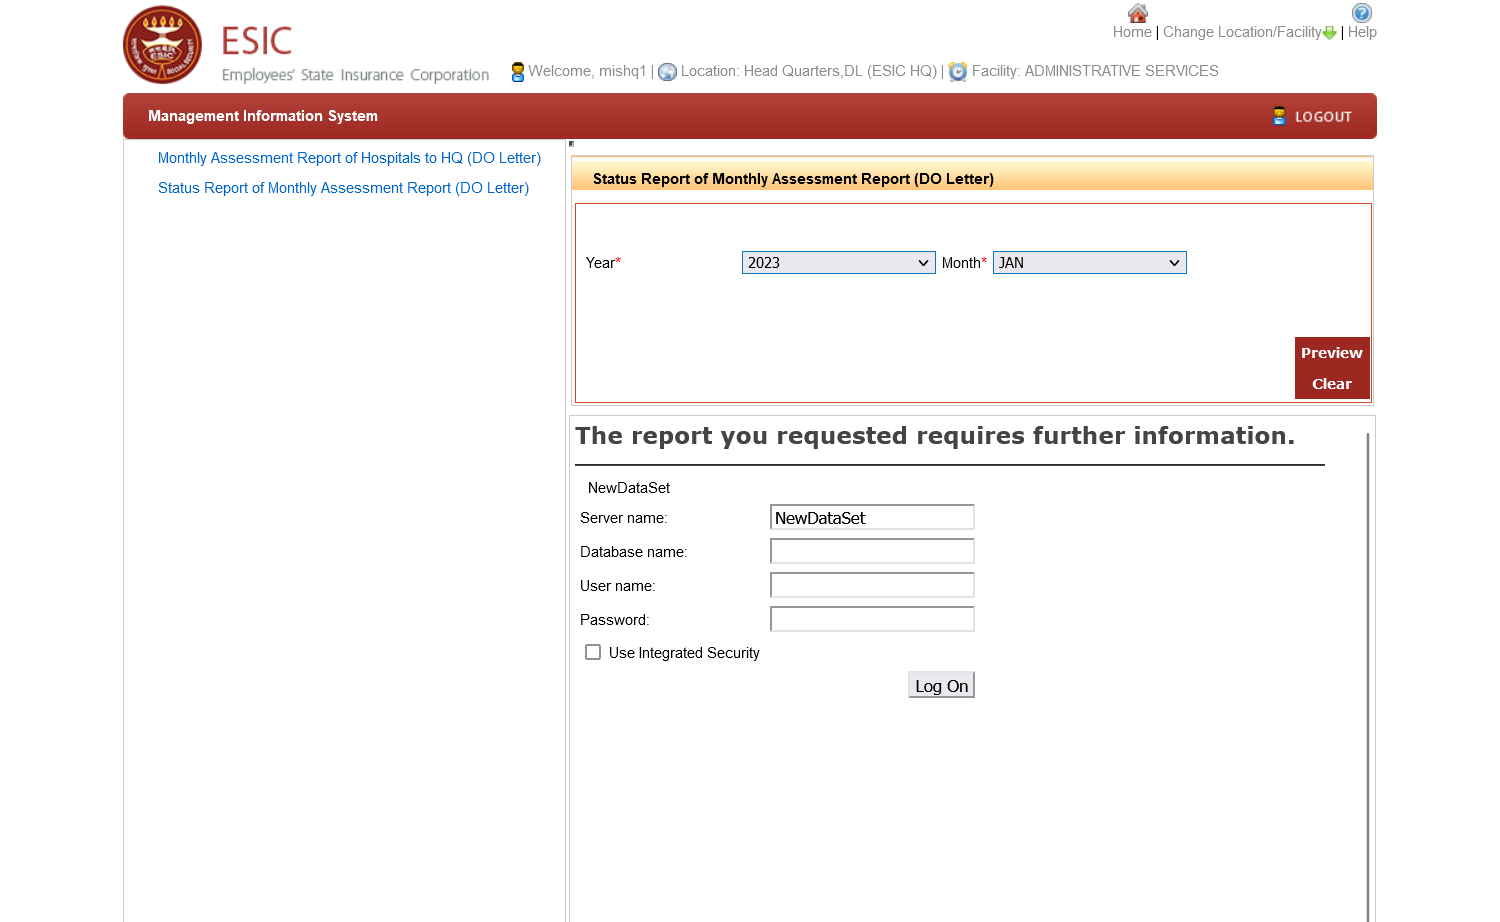 Home | Change Location/Facility | Help
ESIC
Employees' State Insurance Corporation
Welcome, mishq1 | Location: Head Quarters,DL (ESIC HQ) | Facility: ADMINISTRATIVE SERVICES
Management Information System
LOGOUT
Monthly Assessment Report of Hospitals to HQ (DO Letter)
Status Report of Monthly Assessment Report (DO Letter)
Status Report of Monthly Assessment Report (DO Letter)
Year* 2023 Month* JAN
Preview
Clear
The report you requested requires further information.
NewDataSet
Server name: NewDataSet
Database name:
User name:
Password:
Use Integrated Security
Log On